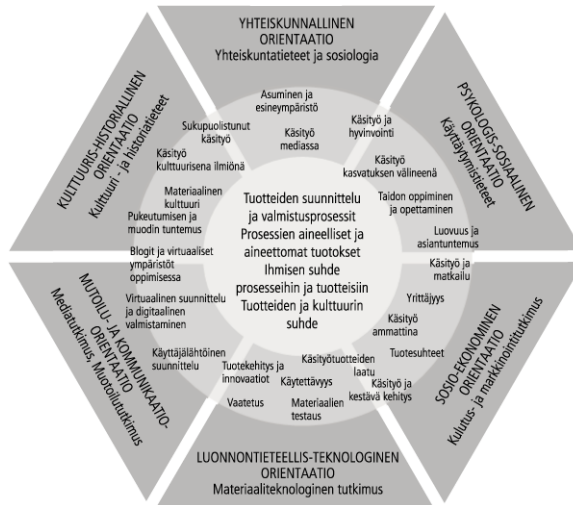 YHTEISKUNNALLINEN
ORIENTAATIO
Yhteiskuntatieteet ja sosiologia
KULTTUURIS-HISTORIALLINEN
ORIENTAATIO
Kulttuuri - ja historiatieteet
PSYKOLOGIS-SOSIAALINEN
ORIENTAATIO
Käyttäytymistieteet
Asuminen ja
esineympäristö
Sukupuolistunut
käsityö
Käsityö
mediassa
Käsityö ja
hyvinvointi
Käsityö
kulttuurisena ilmiönä
Käsityö
kasvatuksen välineenä
Materiaalinen
kulttuuri
Taidon oppiminen
ja opettaminen
Pukeutumisen ja
muodin tuntemus
Luovuus ja
asiantuntemus
Tuotteiden suunnittelu
ja valmistusprosessit
Prosessien aineelliset ja
aineettomat tuotokset
Ihmisen suhde
prosesseihin ja tuotteisiin
Tuotteiden ja kulttuurin
suhde
Blogit ja virtuaaliset
ympäristöt
oppimisessa
Käsityö ja
matkailu
Virtuaalinen suunnittelu
ja digitaalinen
valmistaminen
Yrittäjyys
Käsityö
ammattina
Käyttäjälähtöinen
suunnittelu
Tuotesuhteet
Tuotekehitys ja
innovaatiot
Käsityötuotteiden
laatu
Käytettävyys
Käsityö ja
kestävä kehitys
Vaatetus
Materiaalien
testaus
MUTOILU- JA KOMMUNIKAATIO-
ORIENTAATIO
Mediatutkimus, Muotoilututkimus
SOSIO-EKONOMINEN
ORIENTAATIO
Kulutus- ja markknointitutkimus
LUONNONTIETEELLIS-TEKNOLOGINEN
ORIENTAATIO
Materiaaliteknologinen tutkimus